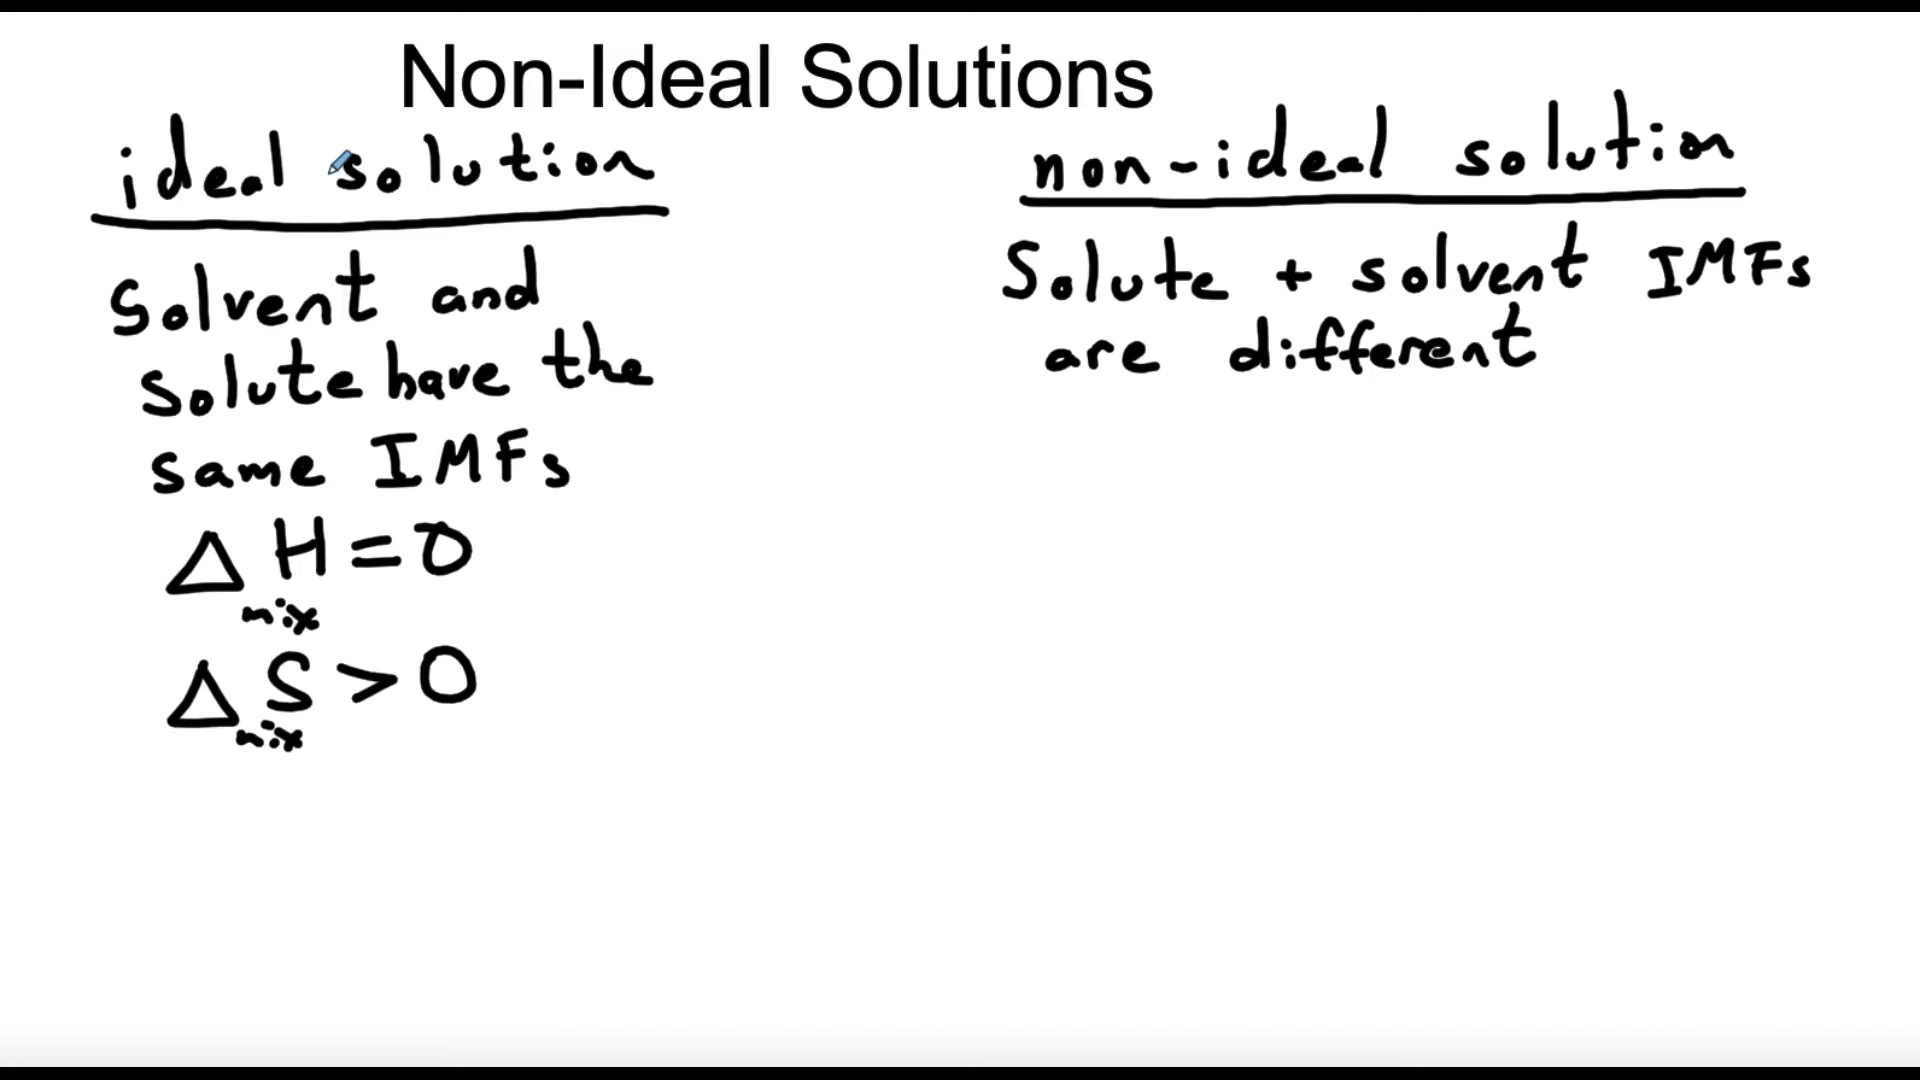 Non-Ideal Solutions
ideal solution
Solvent and
solute have the
same IMFs
ΔH=0
mix
ΔS>0
mix
non-ideal solution
Solute + solvent IMFs
are different